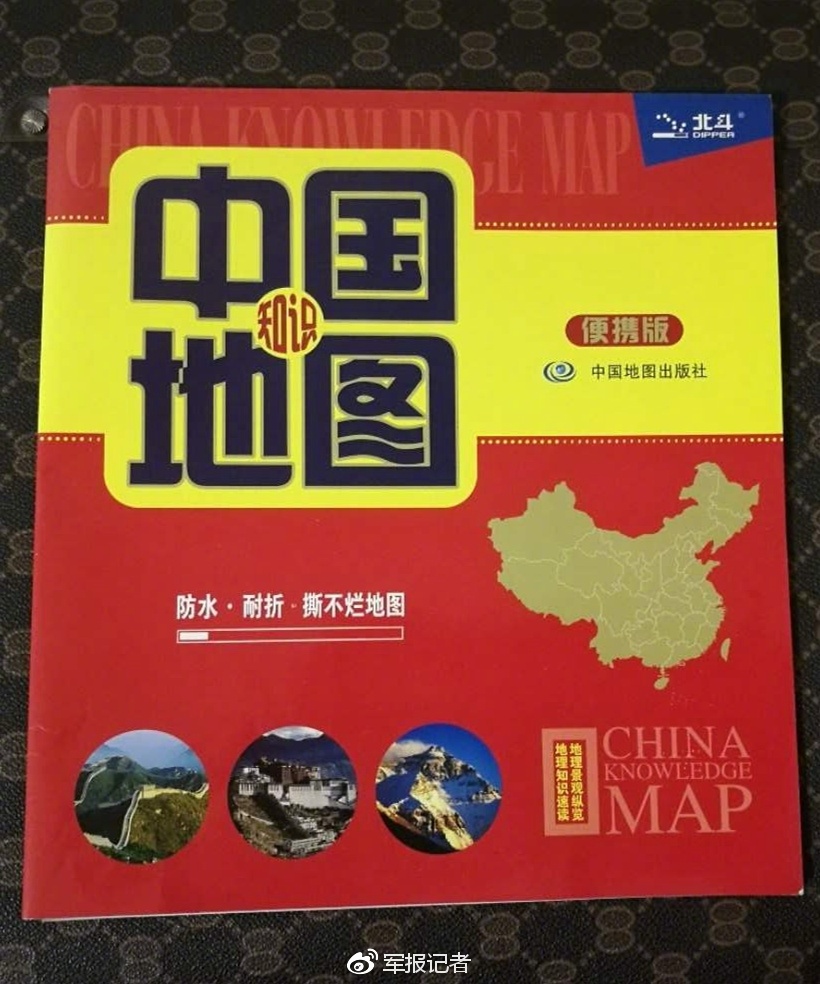 CHINA KNOWLEDGE MAP
北斗®
DIPPER
中国
知识
地图
便携版
中国地图出版社
防水·耐折·撕不烂地图
地理景观纵览
地理知识速读
CHINA
KNOWLEDGE
MAP
军报记者